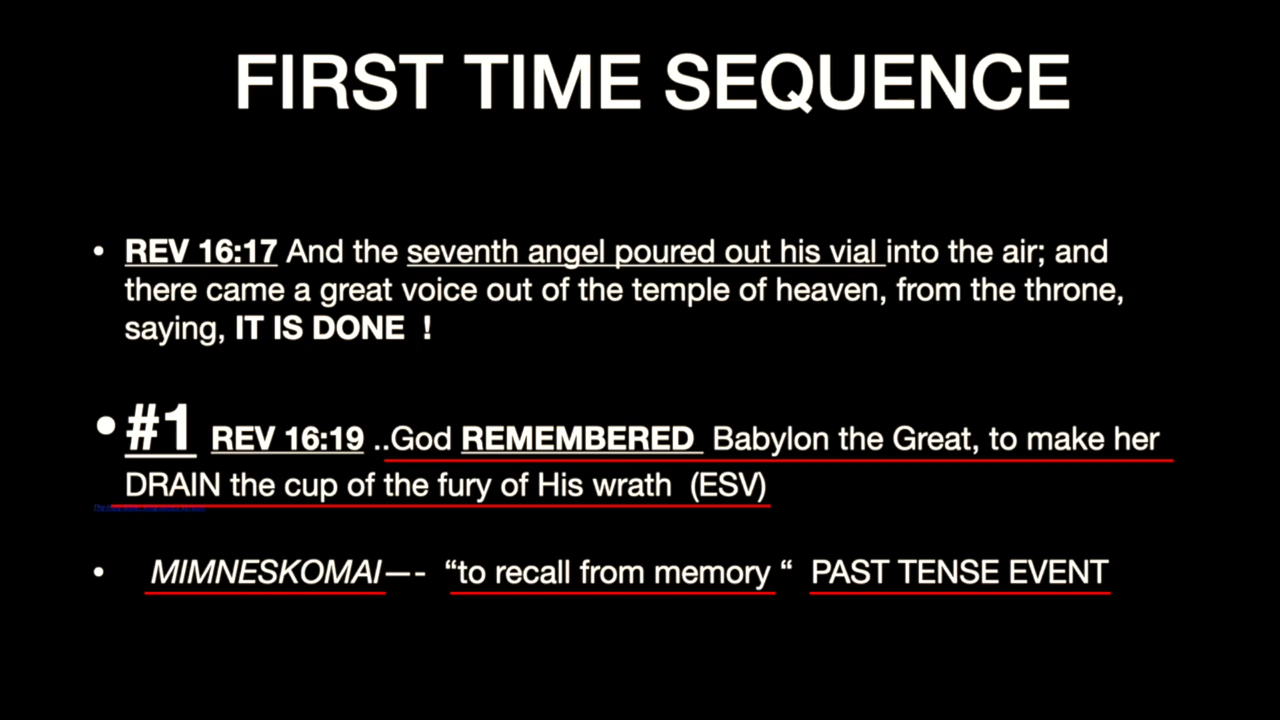 FIRST TIME SEQUENCE
• REV 16:17 And the seventh angel poured out his vial into the air; and
there came a great voice out of the temple of heaven, from the throne,
saying, IT IS DONE !
• #1 REV 16:19 ..God REMEMBERED Babylon the Great, to make her
DRAIN the cup of the fury of His wrath (ESV)
• MIMNESKOMAI—- “to recall from memory “ PAST TENSE EVENT